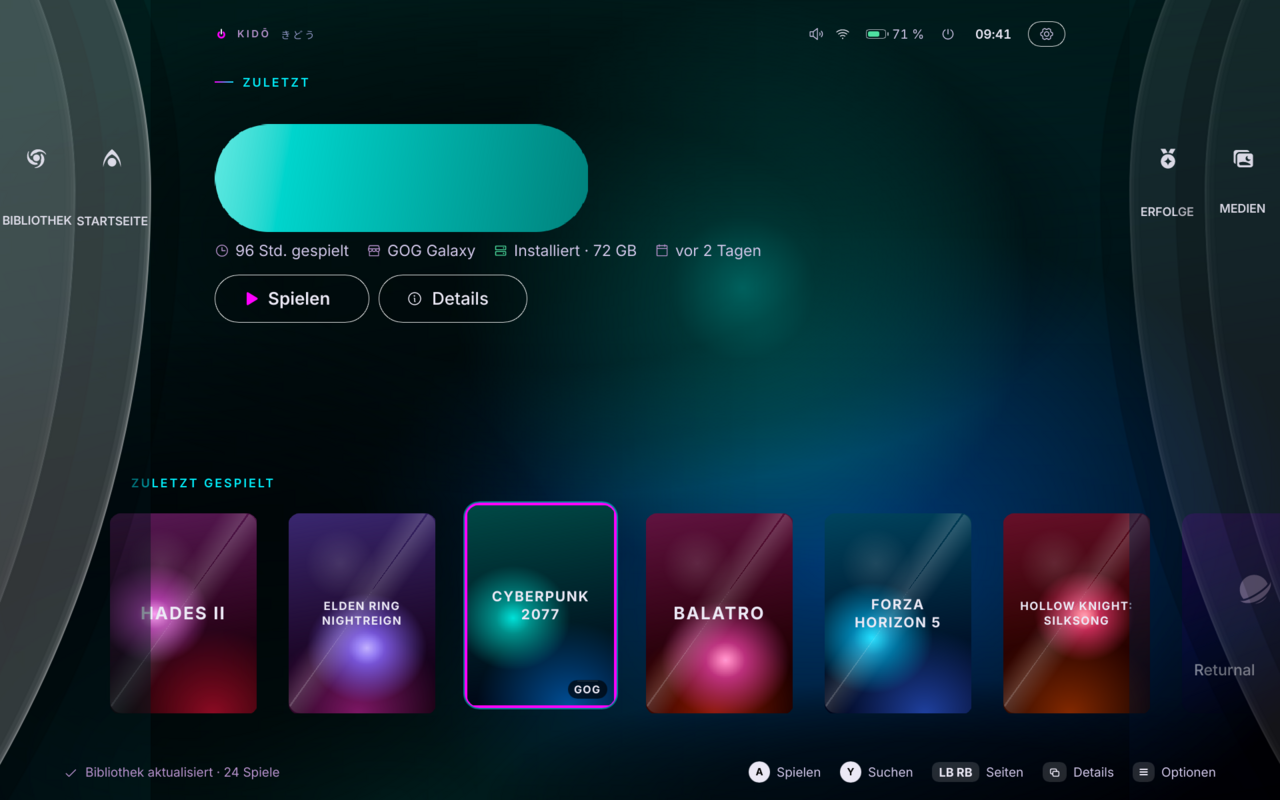 KIDŌ きどう
71 %
09:41
ZULETZT
BIBLIOTHEK
STARTSEITE
ERFOLGE
MEDIEN
96 Std. gespielt
GOG Galaxy
Installiert · 72 GB
vor 2 Tagen
Spielen
Details
ZULETZT GESPIELT
HADES II
ELDEN RING
NIGHTREIGN
CYBERPUNK
2077
GOG
BALATRO
FORZA
HORIZON 5
HOLLOW KNIGHT:
SILKSONG
Returnal
Bibliothek aktualisiert · 24 Spiele
A Spielen
Y Suchen
LB RB Seiten
Details
Optionen